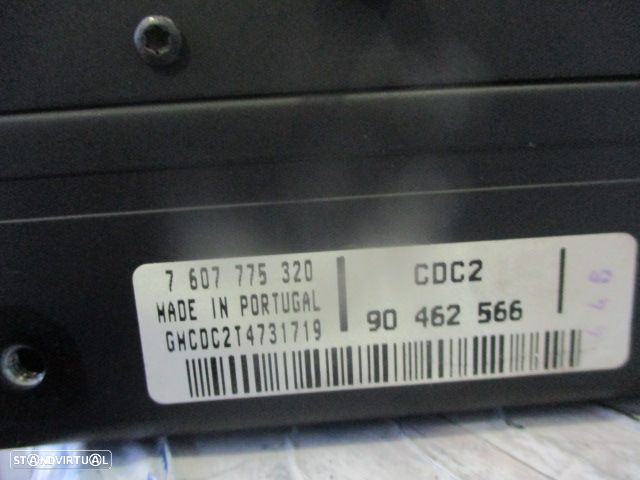 7 607 775 320
MADE IN PORTUGAL
GMCDC2T4731719
CDC2
90 462 566
STANDVIRTUAL